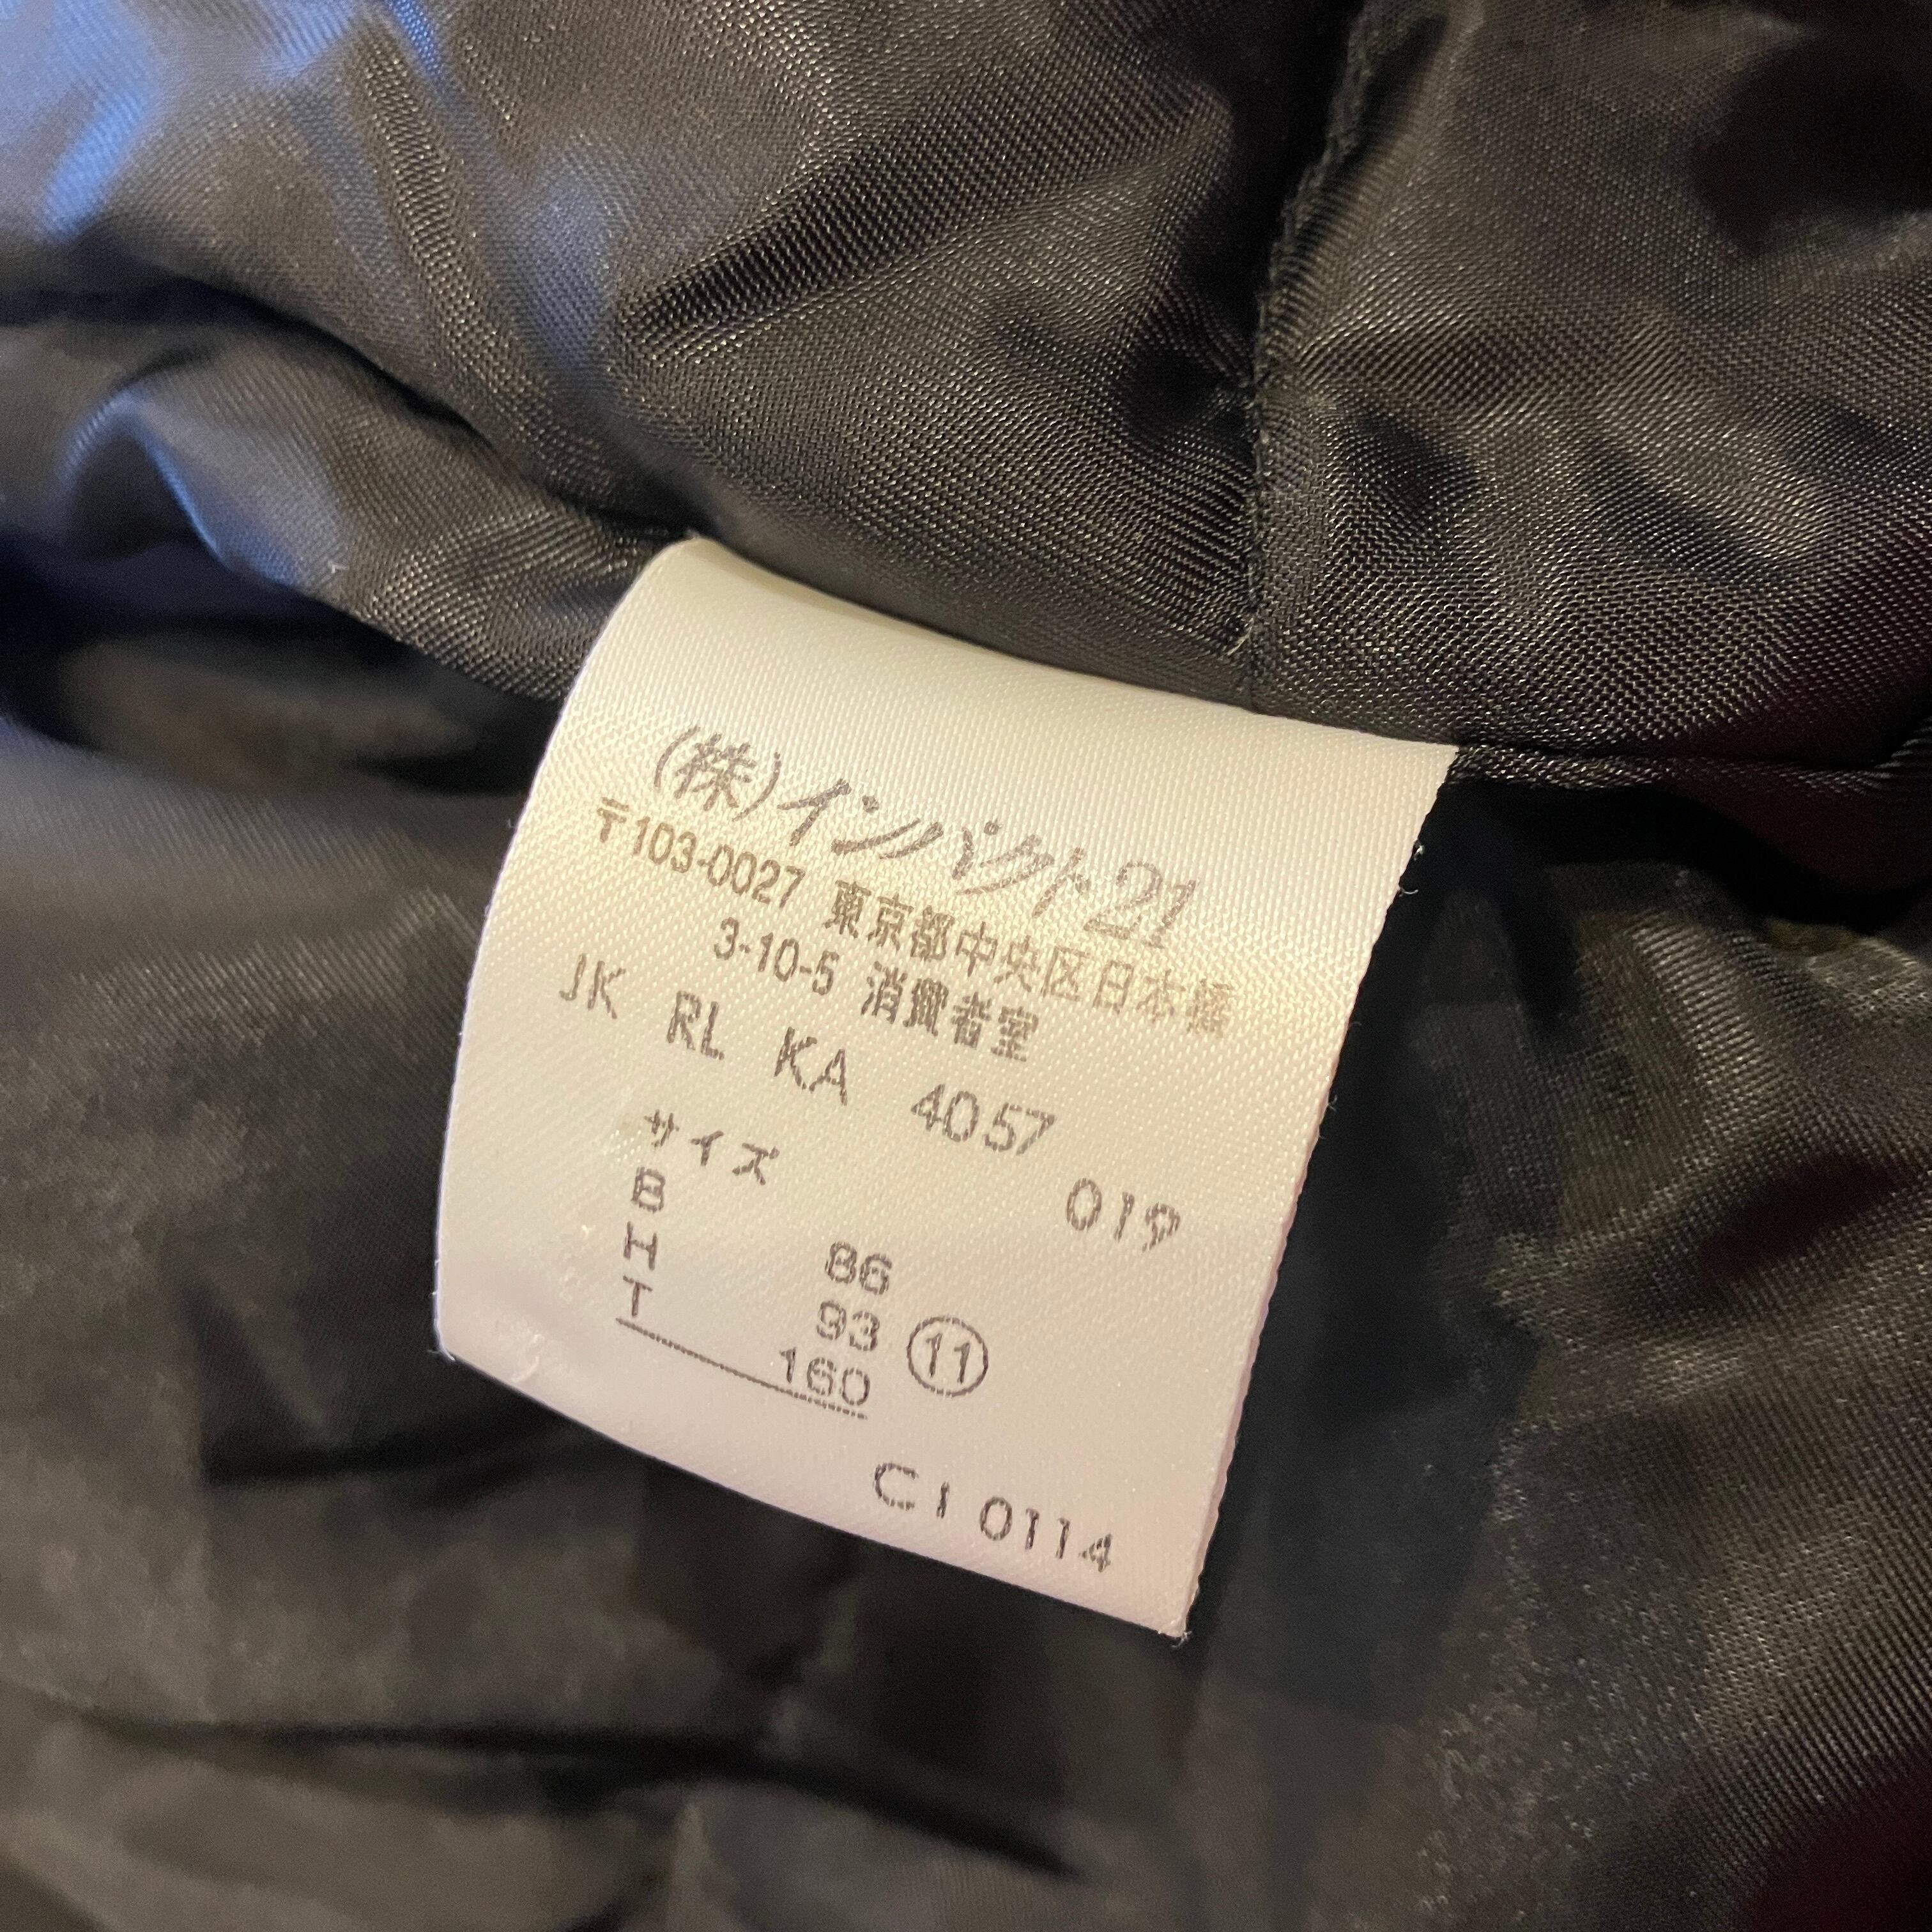 (株)インパクト21
〒103-0027 東京都中央区日本橋
3-10-5 消費者室
JK RL KA 4057 019
サイズ
B 86
H 93 ⑪
T 160
C1 0114